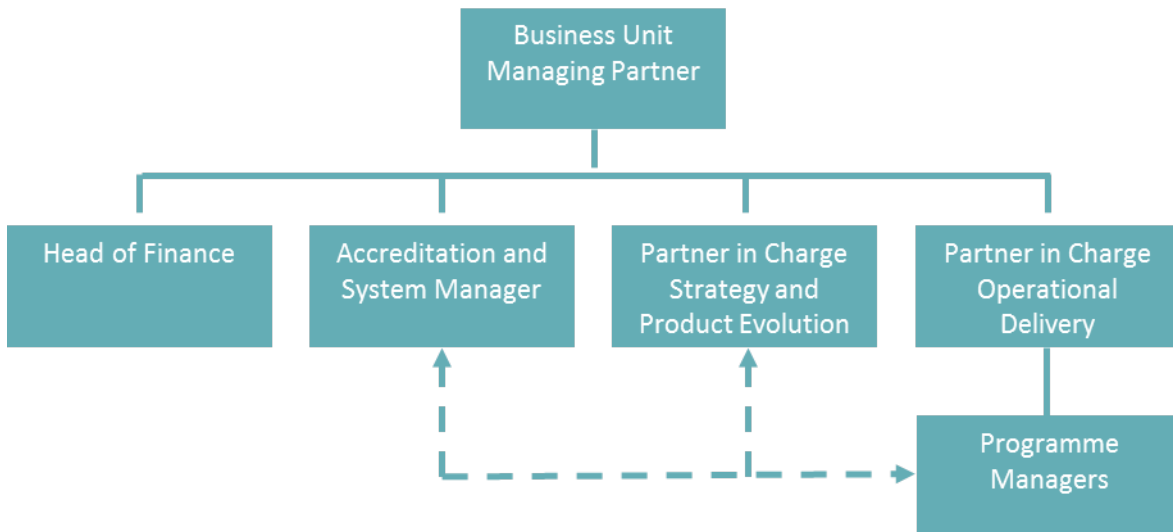 Business Unit
Managing Partner
Head of Finance
Accreditation and
System Manager
Partner in Charge
Strategy and
Product Evolution
Partner in Charge
Operational
Delivery
Programme
Managers